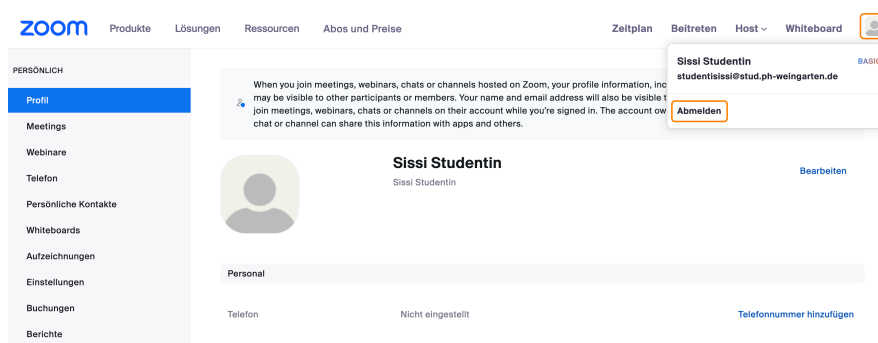 zoom Produkte Lösungen Ressourcen Abos und Preise Zeitplan Beitreten Host Whiteboard
Sissi Studentin BASIC
studentisissi@stud.ph-weingarten.de
Abmelden
PERSÖNLICH
Profil
Meetings
Webinare
Telefon
Persönliche Kontakte
Whiteboards
Aufzeichnungen
Einstellungen
Buchungen
Berichte
When you join meetings, webinars, chats or channels hosted on Zoom, your profile information, inc
may be visible to other participants or members. Your name and email address will also be visible t
join meetings, webinars, chats or channels on their account while you're signed in. The account ow
chat or channel can share this information with apps and others.
Sissi Studentin
Sissi Studentin
Bearbeiten
Personal
Telefon Nicht eingestellt Telefonnummer hinzufügen